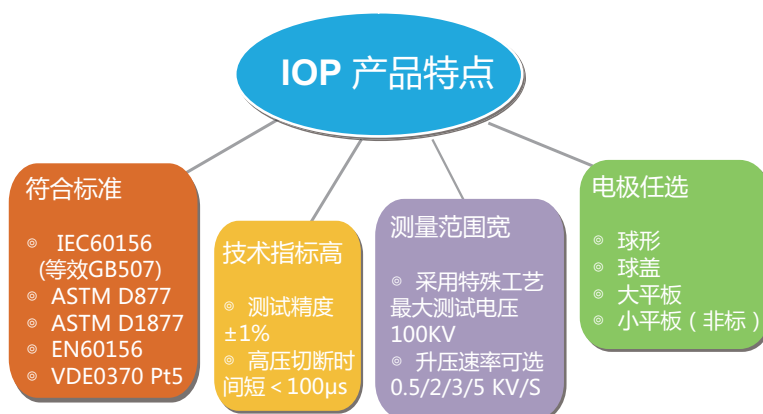 IOP 产品特点
符合标准
◎ IEC60156
(等效GB507)
◎ ASTM D877
◎ ASTM D1877
◎ EN60156
◎ VDE0370 Pt5
技术指标高
◎ 测试精度
±1%
◎ 高压切断时
间短＜100μs
测量范围宽
◎ 采用特殊工艺
最大测试电压
100KV
◎ 升压速率可选
0.5/2/3/5 KV/S
电极任选
◎ 球形
◎ 球盖
◎ 大平板
◎ 小平板（非标）